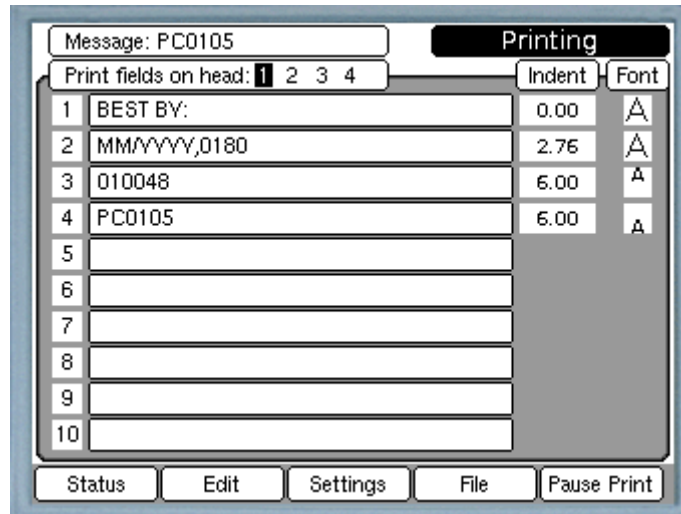 Message: PC0105 Printing
Print fields on head: 1 2 3 4 Indent Font
1 BEST BY: 0.00 A
2 MM/YYYY,0180 2.76 A
3 010048 6.00 A
4 PC0105 6.00 A
5
6
7
8
9
10
Status Edit Settings File Pause Print